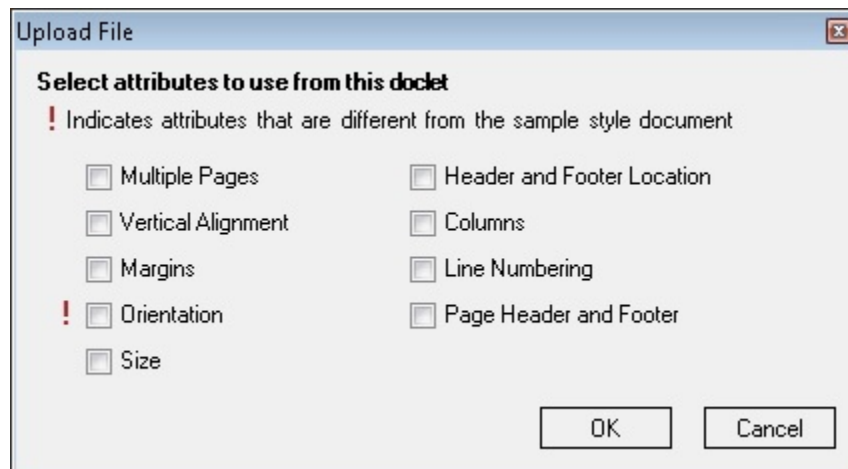 Upload File
Select attributes to use from this doclet
! Indicates attributes that are different from the sample style document
Multiple Pages
Header and Footer Location
Vertical Alignment
Columns
Margins
Line Numbering
! Orientation
Page Header and Footer
Size
OK
Cancel